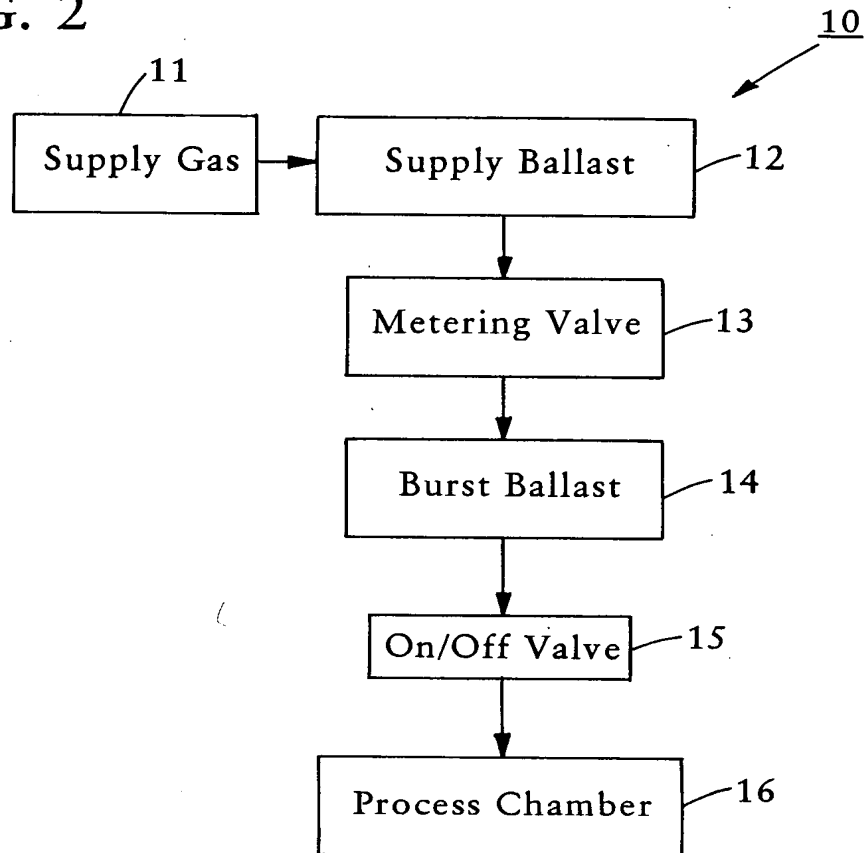 G. 2
10
11
Supply Gas
Supply Ballast
12
Metering Valve
13
Burst Ballast
14
On/Off Valve
15
Process Chamber
16